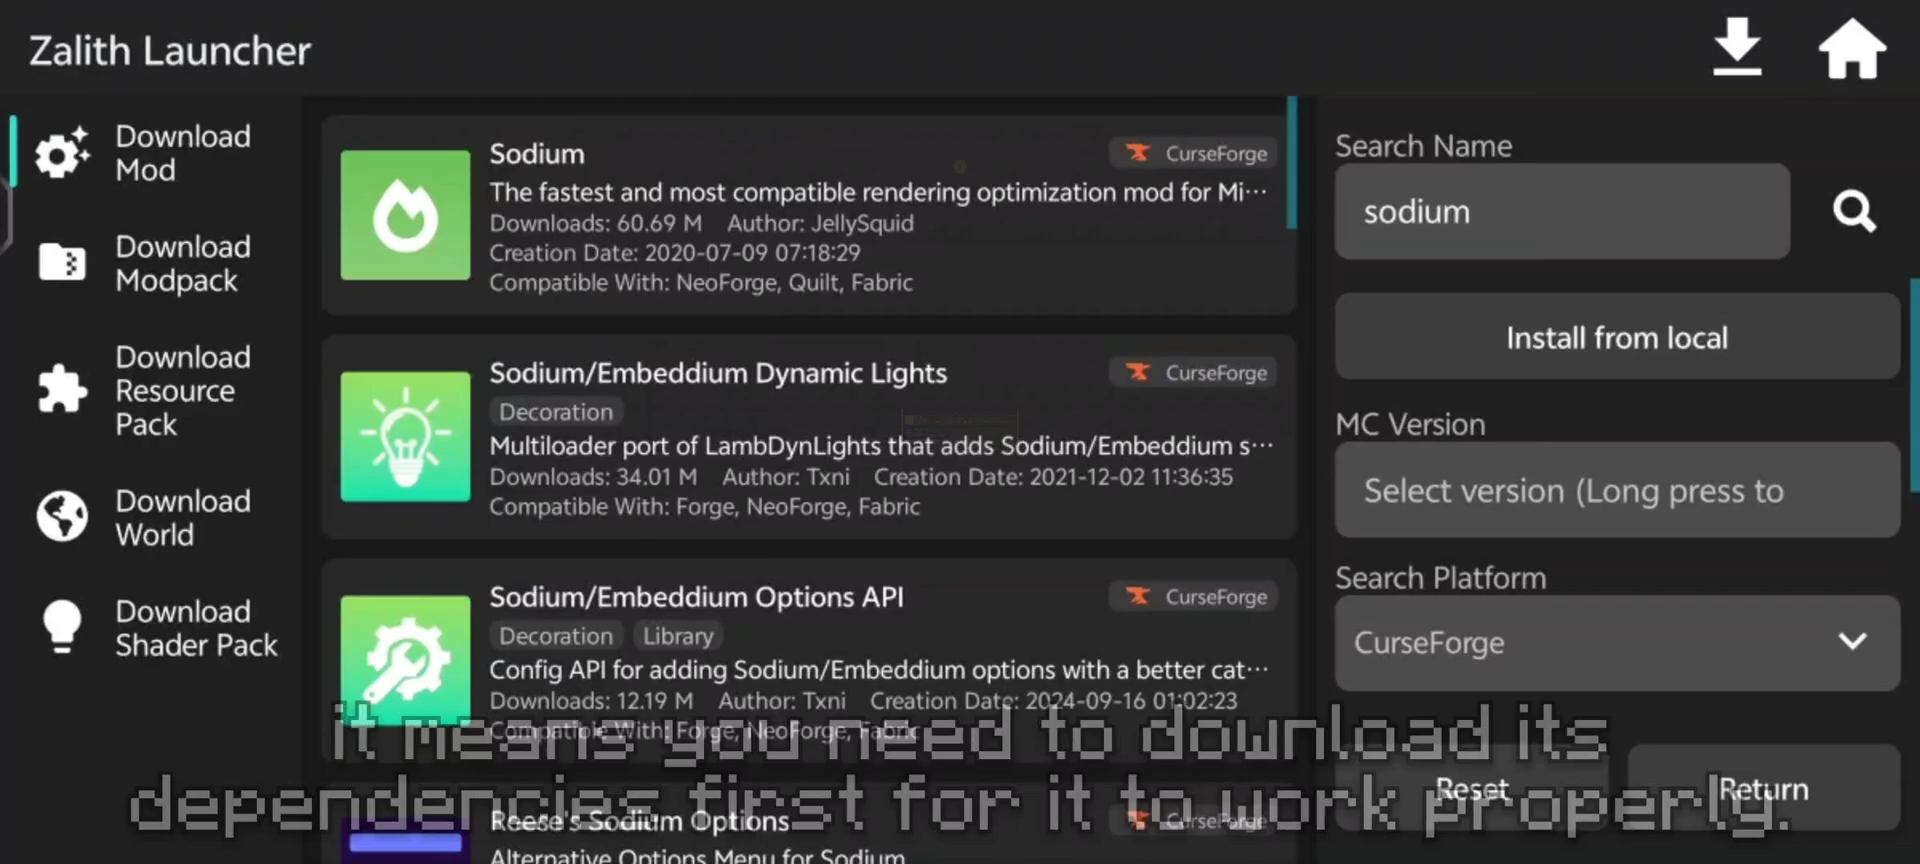 Zalith Launcher
Download
Mod
Download
Modpack
Download
Resource
Pack
Download
World
Download
Shader Pack
Sodium
CurseForge
The fastest and most compatible rendering optimization mod for Mi···
Downloads: 60.69 M Author: JellySquid
Creation Date: 2020-07-09 07:18:29
Compatible With: NeoForge, Quilt, Fabric
Sodium/Embeddium Dynamic Lights
CurseForge
Decoration
Multiloader port of LambDynLights that adds Sodium/Embeddium s···
Downloads: 34.01 M Author: Txni Creation Date: 2021-12-02 11:36:35
Compatible With: Forge, NeoForge, Fabric
Sodium/Embeddium Options API
CurseForge
Decoration Library
Config API for adding Sodium/Embeddium options with a better cat···
Downloads: 12.19 M Author: Txni Creation Date: 2024-09-16 01:02:23
Compatible With: Forge, NeoForge, Fabric
Reese's Sodium Options
CurseForge
Alternative Options Menu for Sodium
Search Name
sodium
Install from local
MC Version
Select version (Long press to
Search Platform
CurseForge
Reset
Return
it means you need to download its
dependencies first for it to work properly.